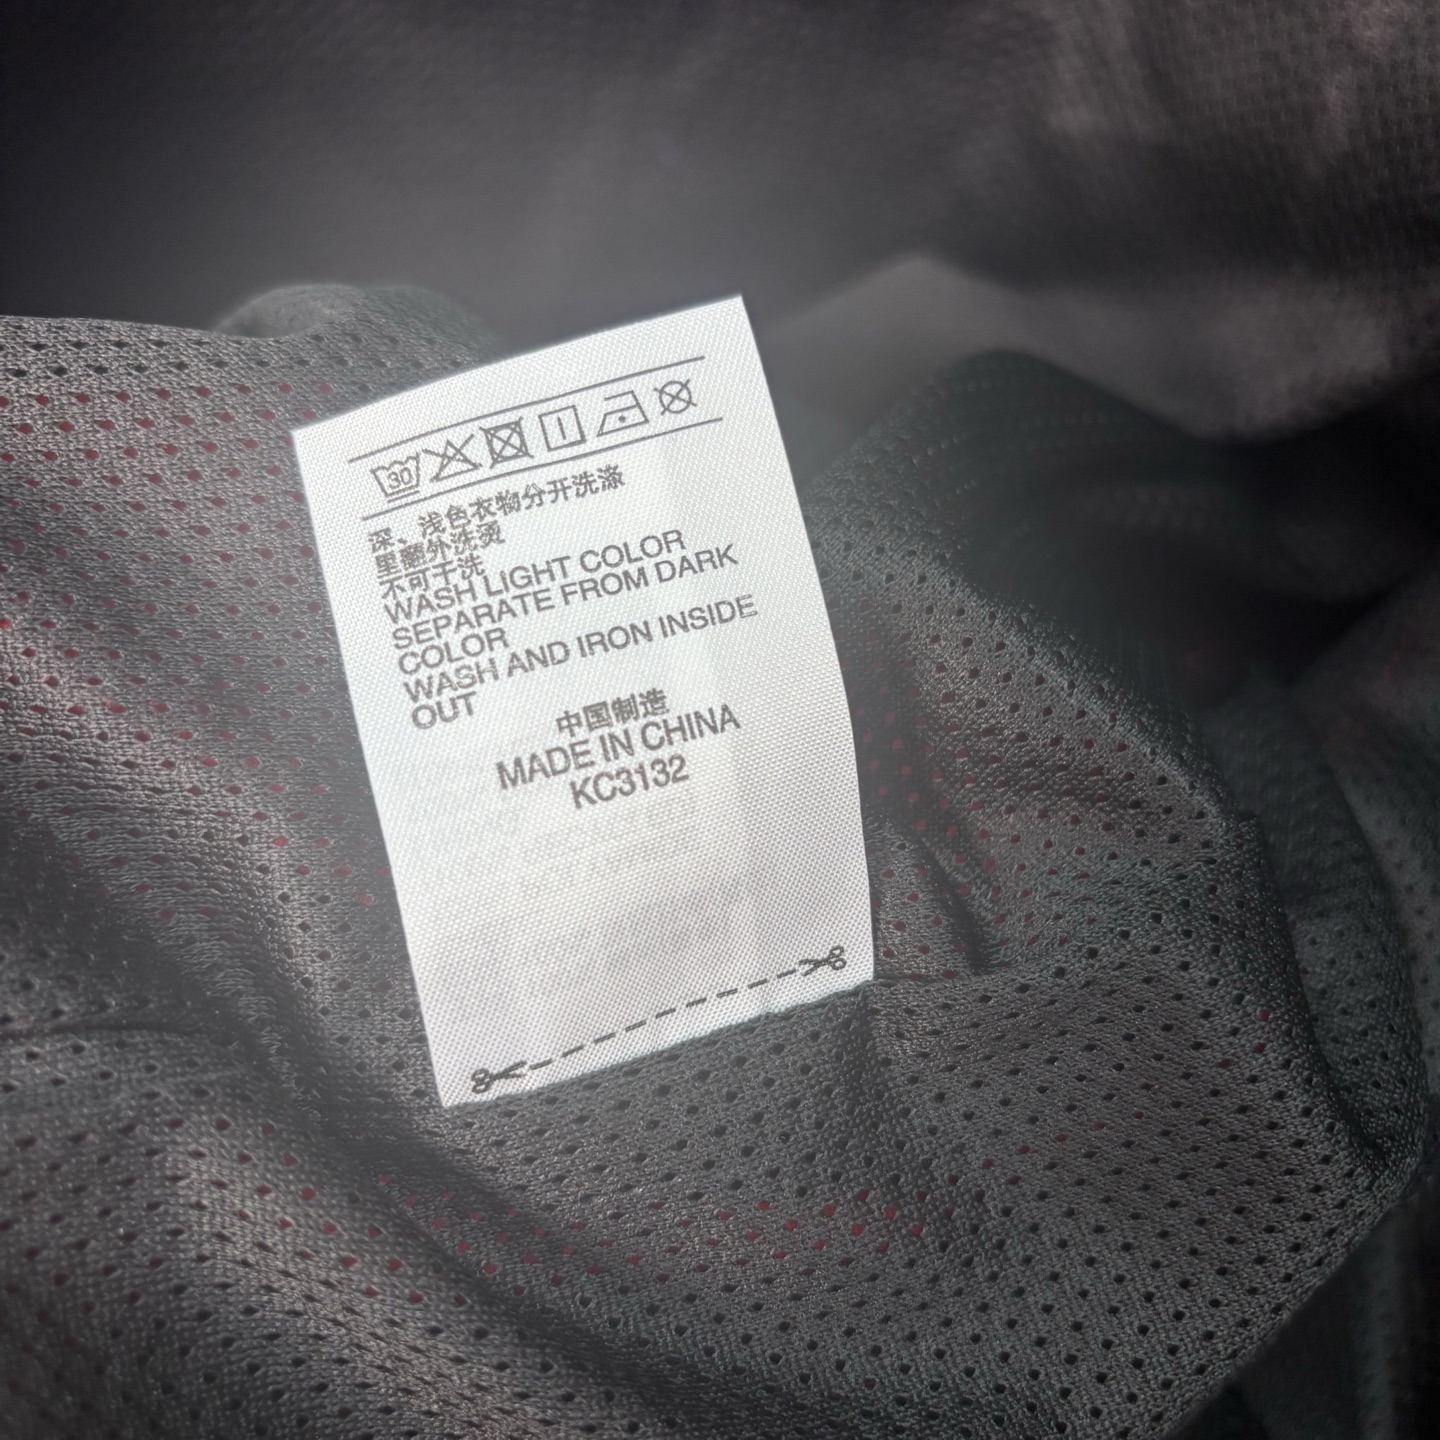 30
深、浅色衣物分开洗涤
里翻外洗烫
不可干洗
WASH LIGHT COLOR
SEPARATE FROM DARK
COLOR
WASH AND IRON INSIDE
OUT
中国制造
MADE IN CHINA
KC3132